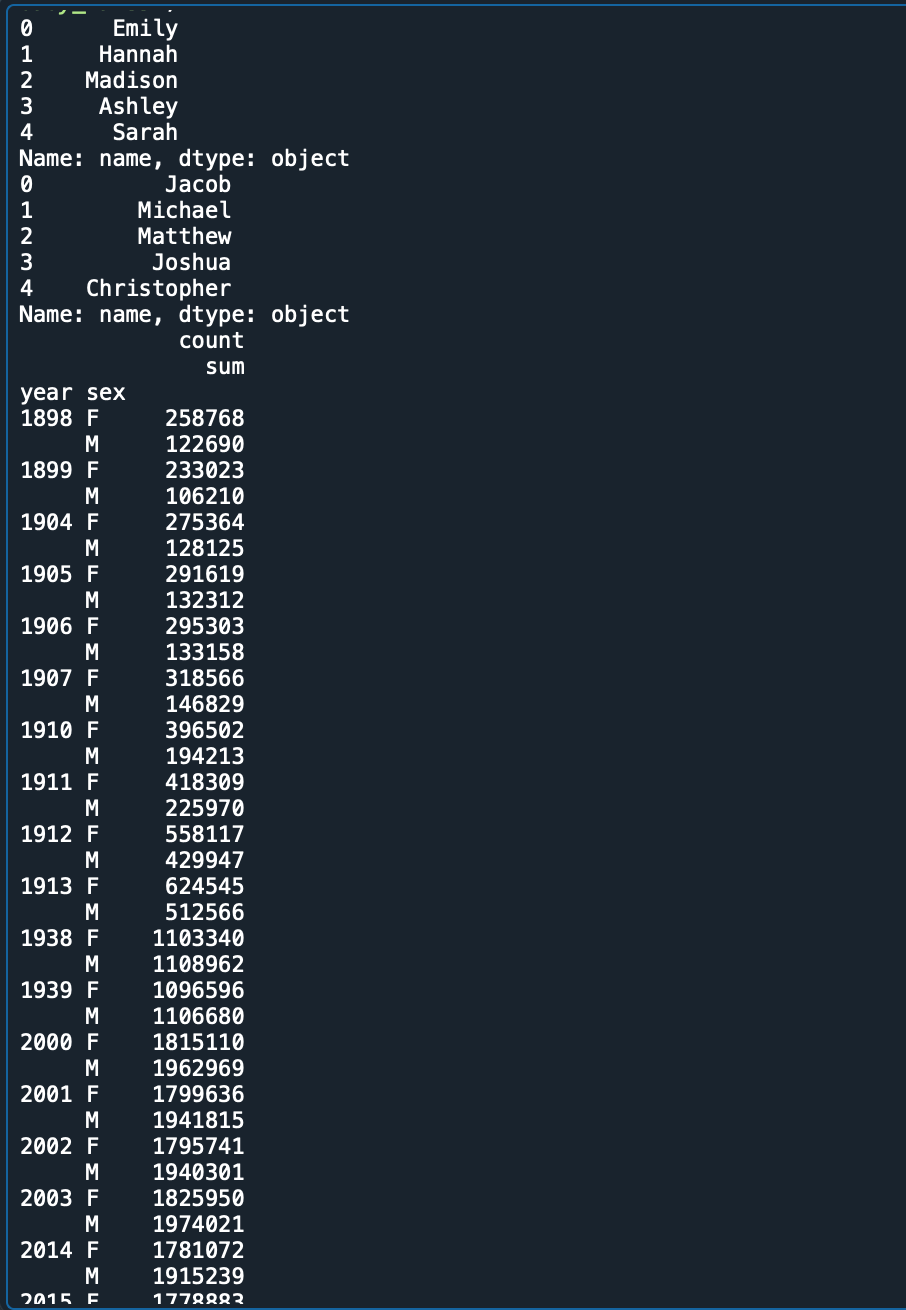 0      Emily
1     Hannah
2    Madison
3     Ashley
4      Sarah
Name: name, dtype: object
0          Jacob
1        Michael
2        Matthew
3         Joshua
4    Christopher
Name: name, dtype: object
            count
              sum
year sex
1898 F     258768
     M     122690
1899 F     233023
     M     106210
1904 F     275364
     M     128125
1905 F     291619
     M     132312
1906 F     295303
     M     133158
1907 F     318566
     M     146829
1910 F     396502
     M     194213
1911 F     418309
     M     225970
1912 F     558117
     M     429947
1913 F     624545
     M     512566
1938 F    1103340
     M    1108962
1939 F    1096596
     M    1106680
2000 F    1815110
     M    1962969
2001 F    1799636
     M    1941815
2002 F    1795741
     M    1940301
2003 F    1825950
     M    1974021
2014 F    1781072
     M    1915239
2015 F    1778883